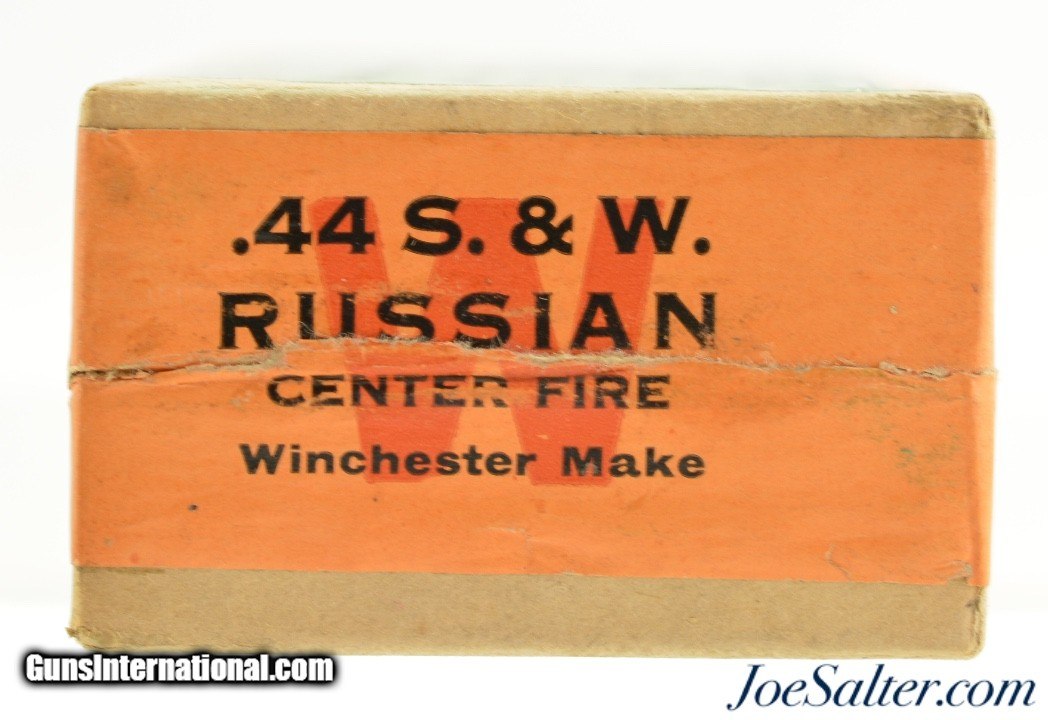 .44 S. & W.
RUSSIAN
CENTER FIRE
Winchester Make
W
GunsInternational.com
JoeSalter.com